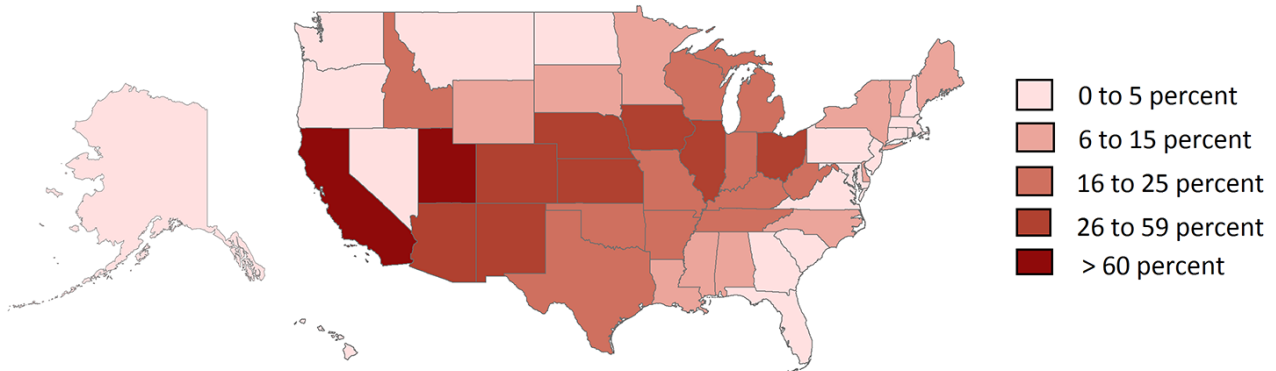 0 to 5 percent
6 to 15 percent
16 to 25 percent
26 to 59 percent
> 60 percent